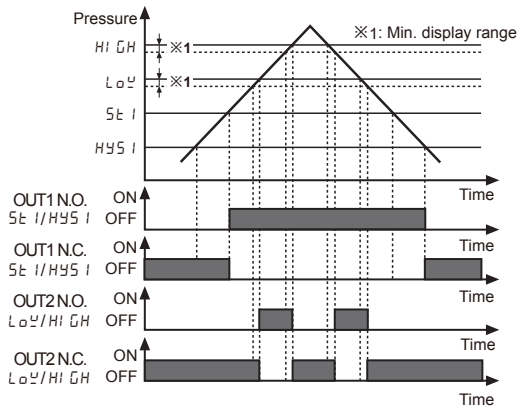 Pressure
※1: Min. display range
HIGH
※1
LoW
※1
St1
HYS1
Time
OUT1 N.O. ON
St1/HYS1 OFF
Time
OUT1 N.C. ON
St1/HYS1 OFF
Time
OUT2 N.O. ON
LoW/HIGH OFF
Time
OUT2 N.C. ON
LoW/HIGH OFF
Time